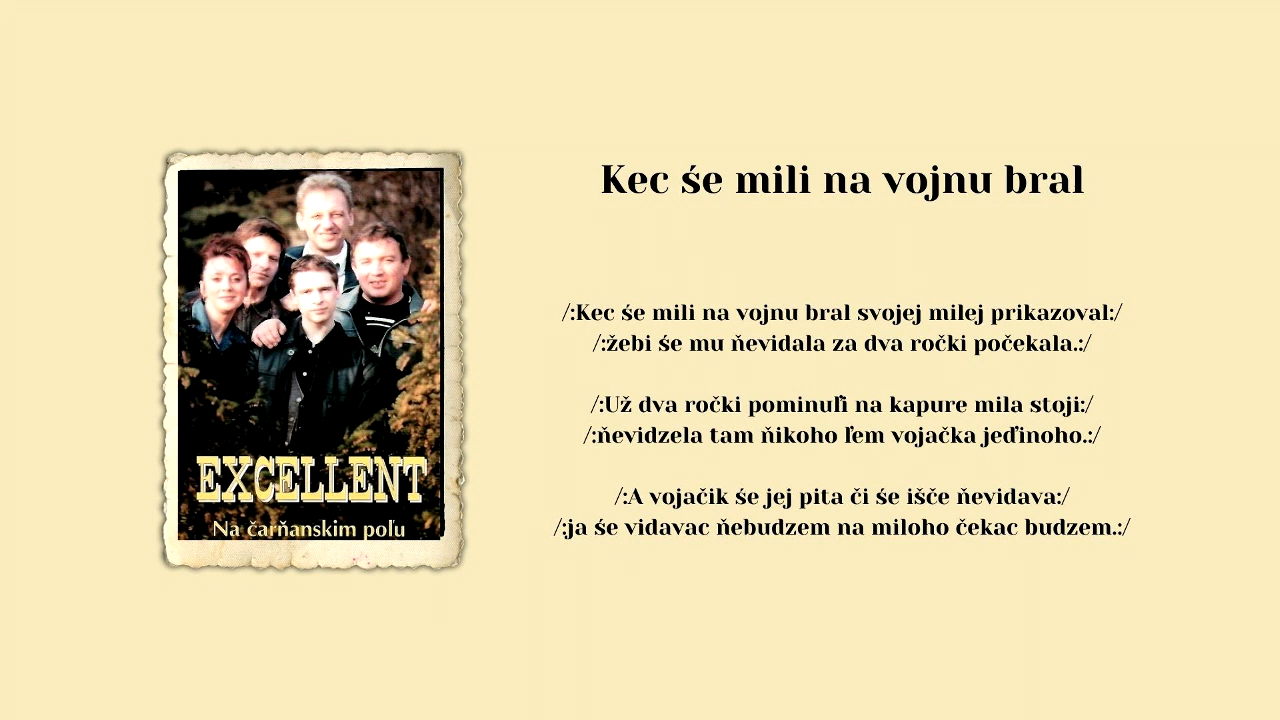 EXCELLENT
Na čarňanskim poľu
Kec śe mili na vojnu bral
/:Kec śe mili na vojnu bral svojej milej prikazoval:/
/:žebi śe mu ňevidala za dva ročki počekala.:/
/:Už dva ročki pominuľi na kapure mila stoji:/
/:ňevidzela tam ňikoho ľem vojačka jeďinoho.:/
/:A vojačik śe jej pita či śe išče ňevidava:/
/:ja śe vidavac ňebudzem na miloho čekac budzem.:/